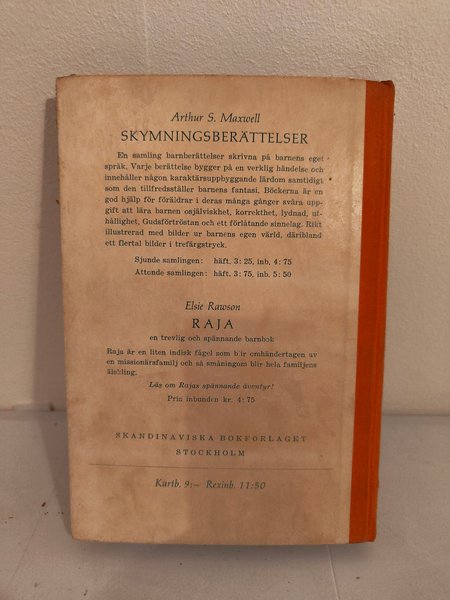 Arthur S. Maxwell
SKYMNINGSBERÄTTELSER
En samling barnberättelser skrivna på barnens eget
språk. Varje berättelse bygger på en verklig händelse och
innehåller någon karaktärsuppbyggande lärdom samtidigt
som den tillfredsställer barnens fantasi. Böckerna är en
god hjälp för föräldrar i deras många gånger svåra upp-
gift att lära barnen osjälviskhet, korrekthet, lydnad, ut-
hållighet, Gudsförtröstan och ett förlåtande sinnelag. Rikt
illustrerad med bilder ur barnens egen värld, däribland
ett flertal bilder i trefärgstryck.
Sjunde samlingen: häft. 3: 25, inb. 4: 75
Åttonde samlingen: häft. 3: 75, inb. 5: 50
Elsie Rawson
RAJA
en trevlig och spännande barnbok
Raja är en liten indisk fågel som blir omhändertagen av
en missionärsfamilj och så småningom blir hela familjens
älskling.
Läs om Rajas spännande äventyr!
Pris inbunden kr. 4: 75
SKANDINAVISKA BOKFÖRLAGET
STOCKHOLM
Kartb. 9:— Rexinb. 11:50